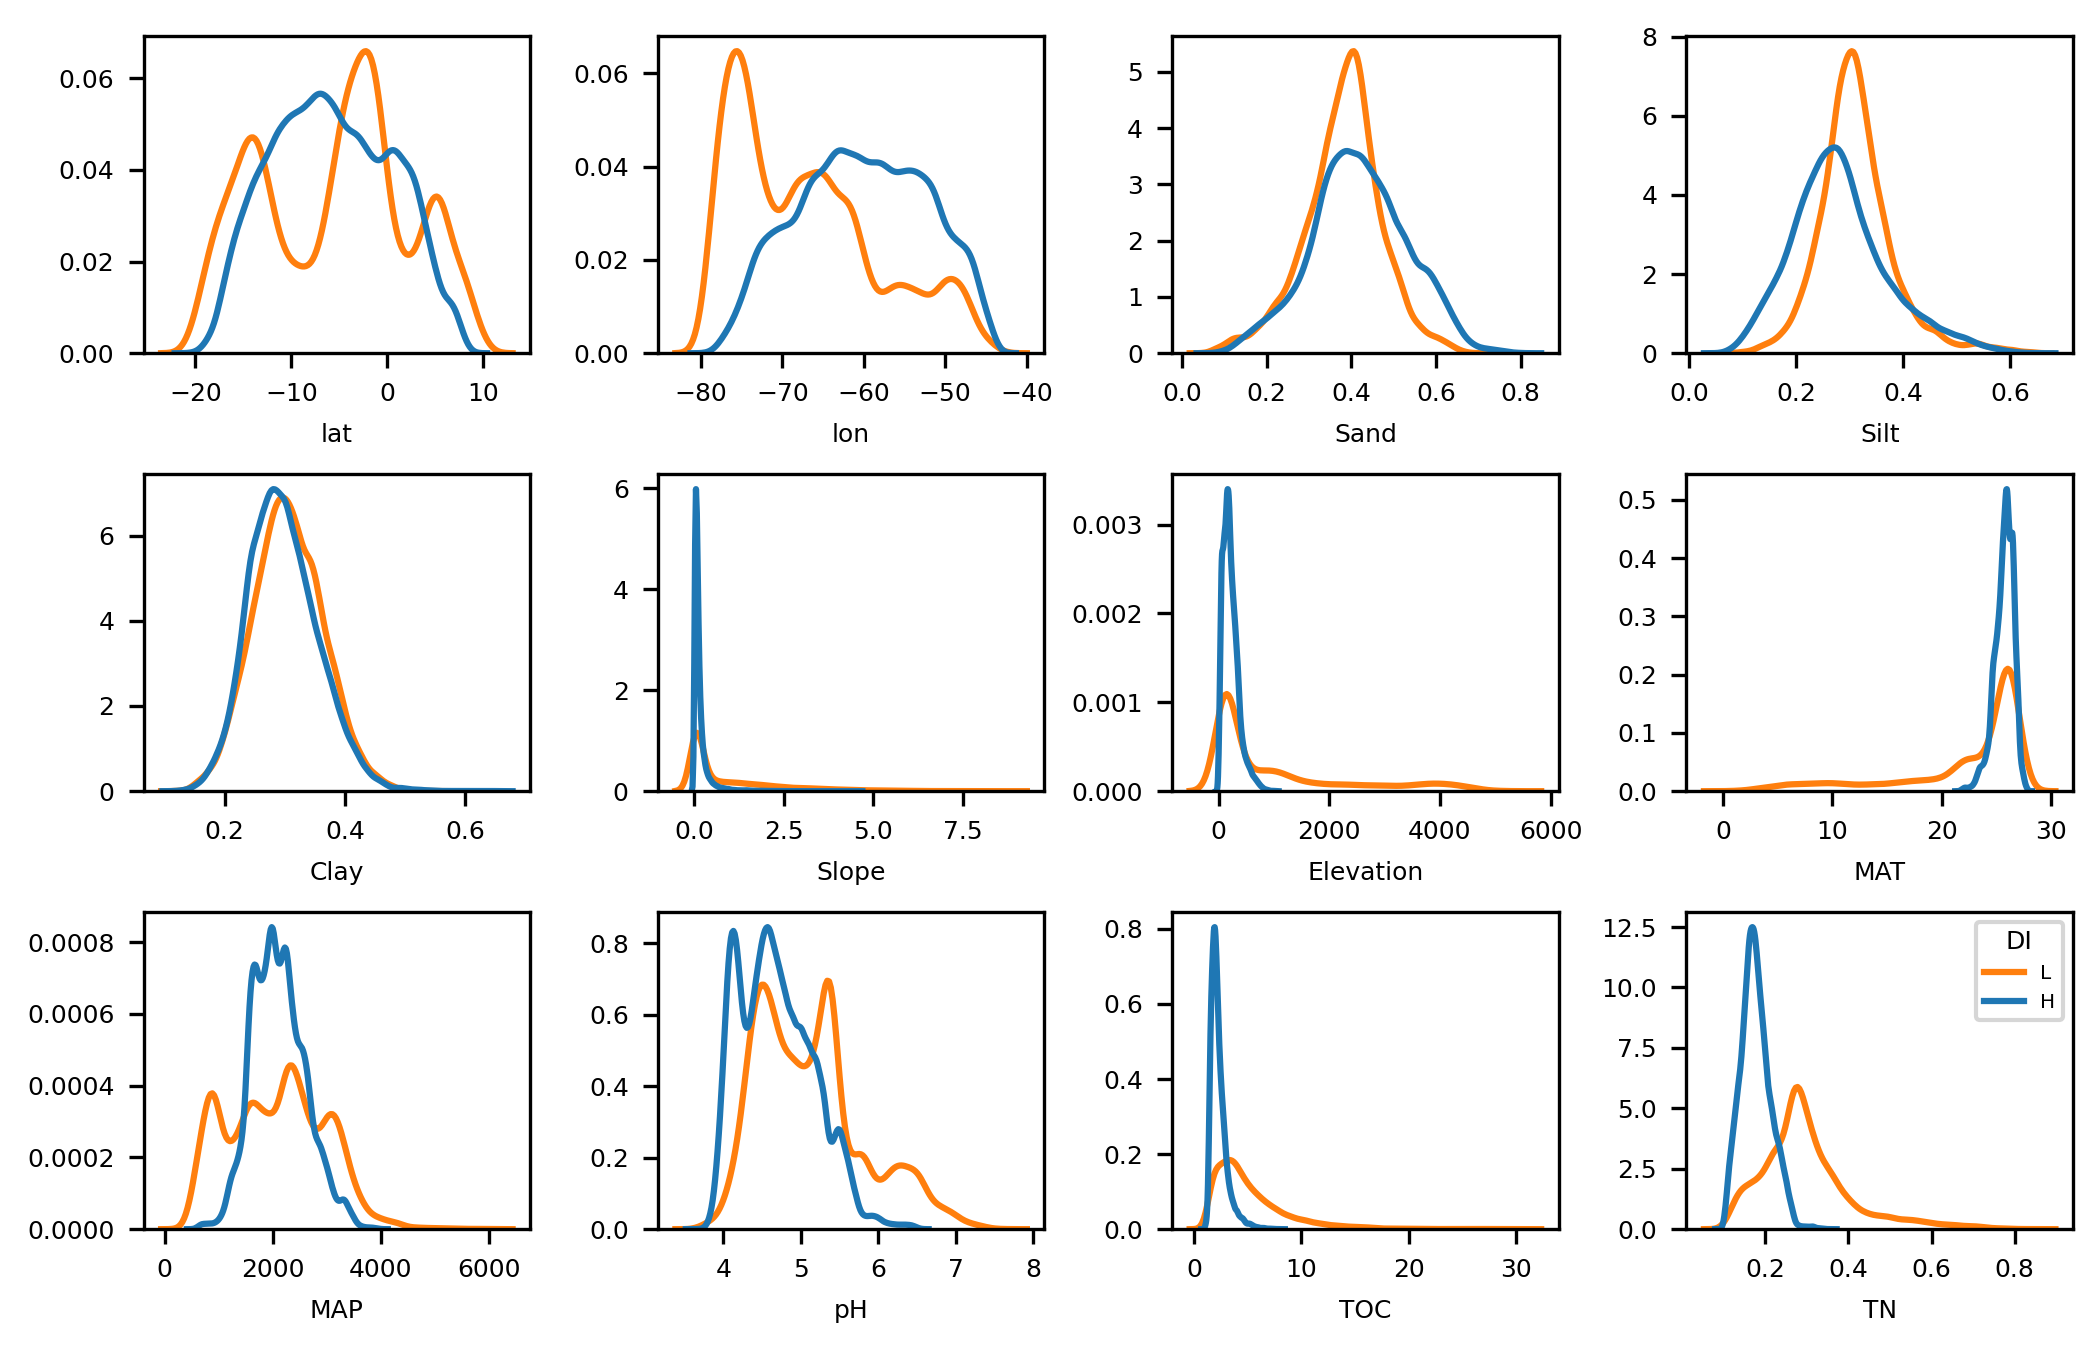 0.06
0.04
0.02
0.00
−20 −10 0 10
lat
0.06
0.04
0.02
0.00
−80 −70 −60 −50 −40
lon
5
4
3
2
1
0
0.0 0.2 0.4 0.6 0.8
Sand
8
6
4
2
0
0.0 0.2 0.4 0.6
Silt
6
4
2
0
0.2 0.4 0.6
Clay
6
4
2
0
0.0 2.5 5.0 7.5
Slope
0.003
0.002
0.001
0.000
0 2000 4000 6000
Elevation
0.5
0.4
0.3
0.2
0.1
0.0
0 10 20 30
MAT
0.0008
0.0006
0.0004
0.0002
0.0000
0 2000 4000 6000
MAP
0.8
0.6
0.4
0.2
0.0
4 5 6 7 8
pH
0.8
0.6
0.4
0.2
0.0
0 10 20 30
TOC
12.5
10.0
7.5
5.0
2.5
0.0
0.2 0.4 0.6 0.8
TN
DI
L
H